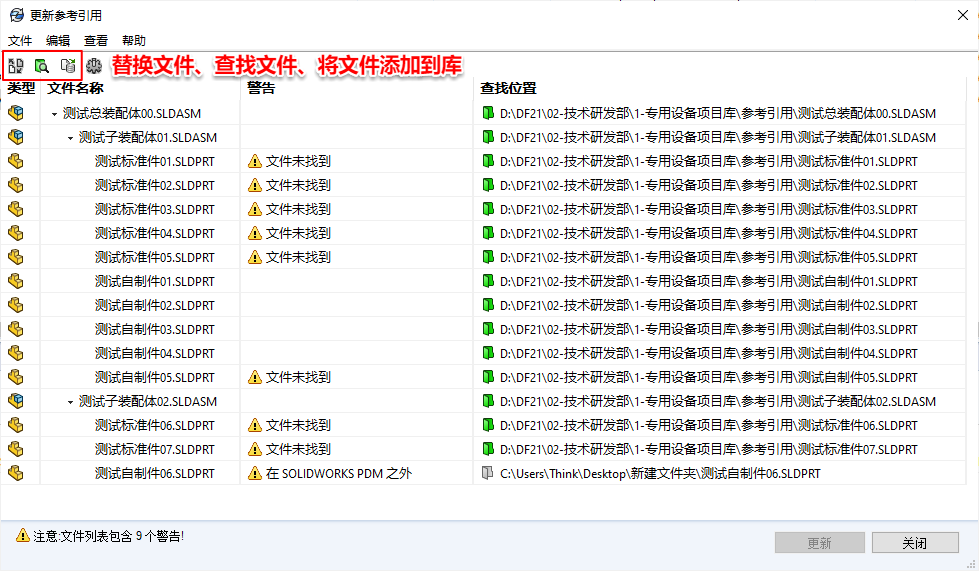 更新参考引用
文件 编辑 查看 帮助
替换文件、查找文件、将文件添加到库
类型 文件名称 警告 查找位置
测试总装配体00.SLDASM D:\DF21\02-技术研发部\1-专用设备项目库\参考引用\测试总装配体00.SLDASM
测试子装配体01.SLDASM D:\DF21\02-技术研发部\1-专用设备项目库\参考引用\测试子装配体01.SLDASM
测试标准件01.SLDPRT 文件未找到 D:\DF21\02-技术研发部\1-专用设备项目库\参考引用\测试标准件01.SLDPRT
测试标准件02.SLDPRT 文件未找到 D:\DF21\02-技术研发部\1-专用设备项目库\参考引用\测试标准件02.SLDPRT
测试标准件03.SLDPRT 文件未找到 D:\DF21\02-技术研发部\1-专用设备项目库\参考引用\测试标准件03.SLDPRT
测试标准件04.SLDPRT 文件未找到 D:\DF21\02-技术研发部\1-专用设备项目库\参考引用\测试标准件04.SLDPRT
测试标准件05.SLDPRT 文件未找到 D:\DF21\02-技术研发部\1-专用设备项目库\参考引用\测试标准件05.SLDPRT
测试自制件01.SLDPRT D:\DF21\02-技术研发部\1-专用设备项目库\参考引用\测试自制件01.SLDPRT
测试自制件02.SLDPRT D:\DF21\02-技术研发部\1-专用设备项目库\参考引用\测试自制件02.SLDPRT
测试自制件03.SLDPRT D:\DF21\02-技术研发部\1-专用设备项目库\参考引用\测试自制件03.SLDPRT
测试自制件04.SLDPRT D:\DF21\02-技术研发部\1-专用设备项目库\参考引用\测试自制件04.SLDPRT
测试自制件05.SLDPRT 文件未找到 D:\DF21\02-技术研发部\1-专用设备项目库\参考引用\测试自制件05.SLDPRT
测试子装配体02.SLDASM D:\DF21\02-技术研发部\1-专用设备项目库\参考引用\测试子装配体02.SLDASM
测试标准件06.SLDPRT 文件未找到 D:\DF21\02-技术研发部\1-专用设备项目库\参考引用\测试标准件06.SLDPRT
测试标准件07.SLDPRT 文件未找到 D:\DF21\02-技术研发部\1-专用设备项目库\参考引用\测试标准件07.SLDPRT
测试自制件06.SLDPRT 在 SOLIDWORKS PDM 之外 C:\Users\Think\Desktop\新建文件夹\测试自制件06.SLDPRT
注意:文件列表包含 9 个警告!
更新 关闭